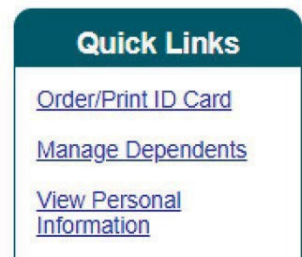 Quick Links
Order/Print ID Card
Manage Dependents
View Personal
Information